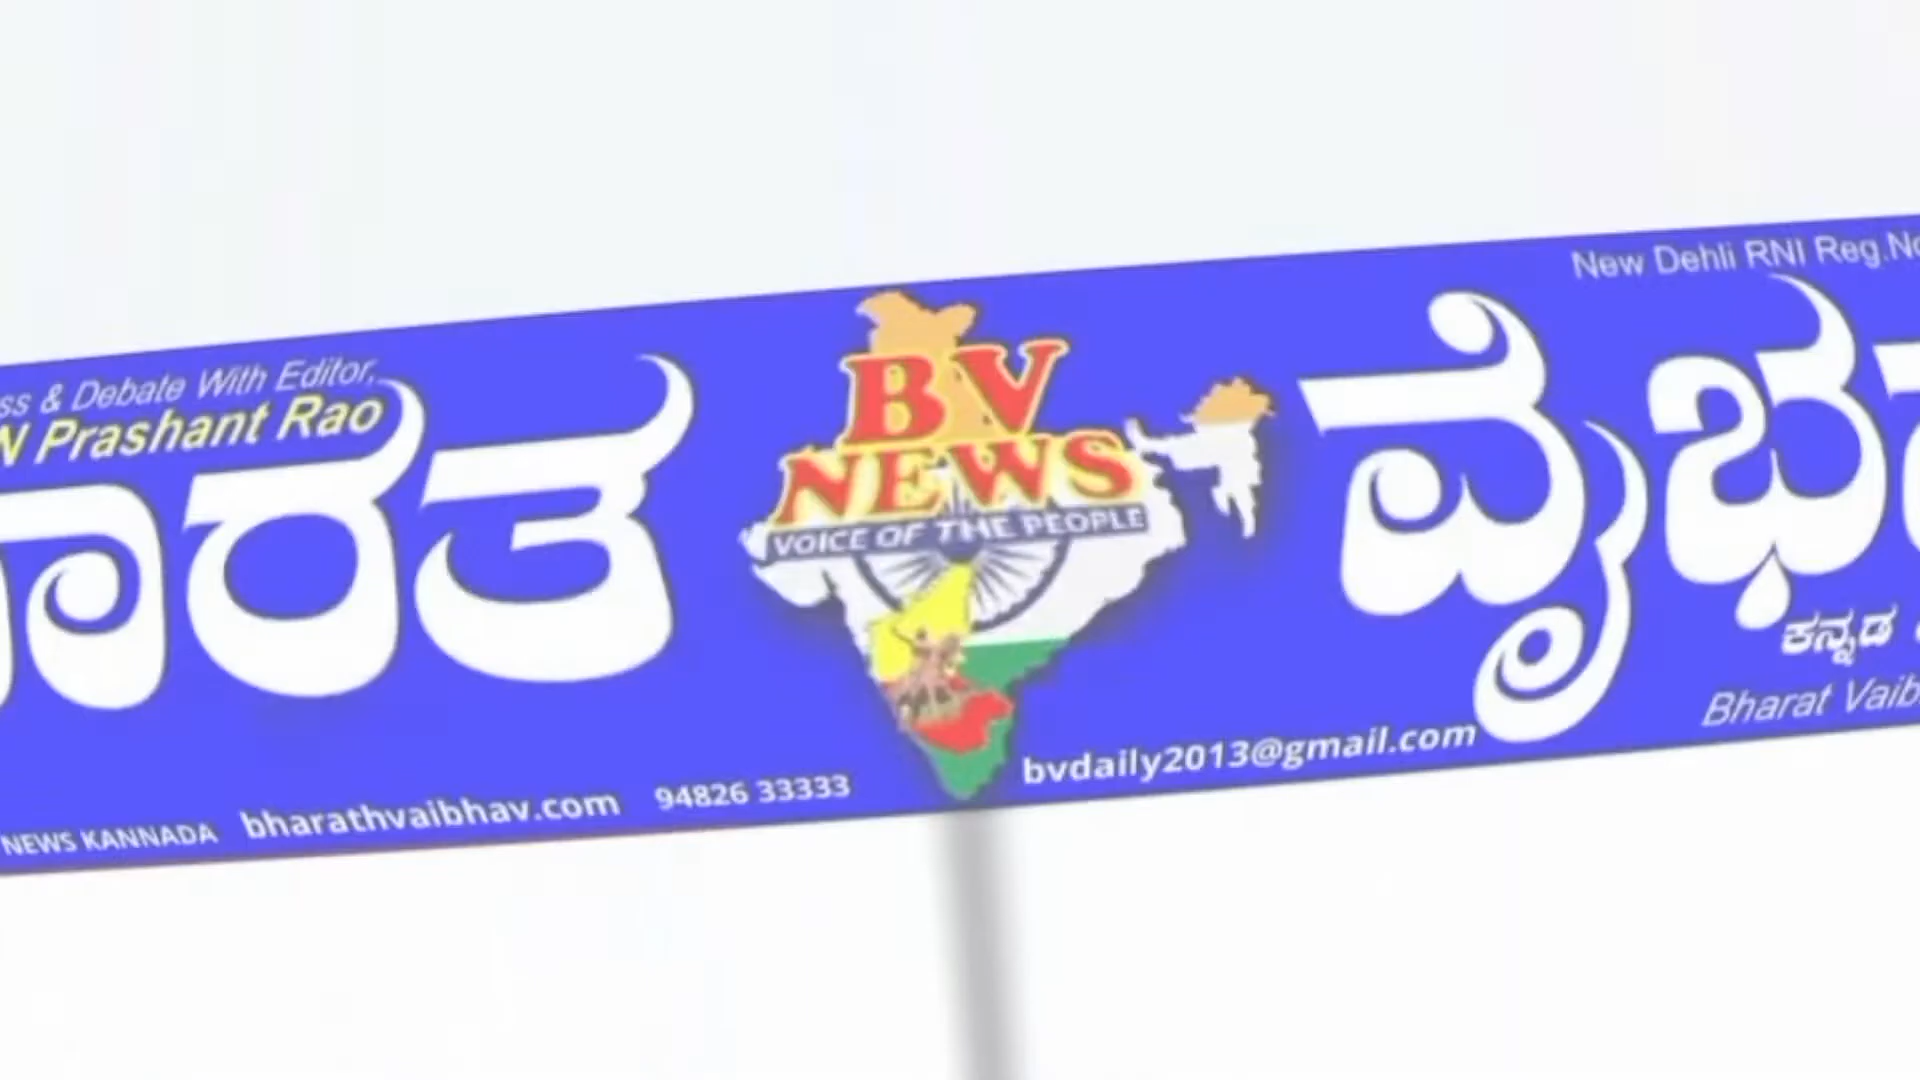 New Dehli RNI Reg.No
ss & Debate With Editor,
N Prashant Rao
ಭಾರತ
BV
NEWS
VOICE OF THE PEOPLE
ವೈಭವ
ಕನ್ನಡ
Bharat Vaib
NEWS KANNADA bharathvaibhav.com 94826 33333 bvdaily2013@gmail.com